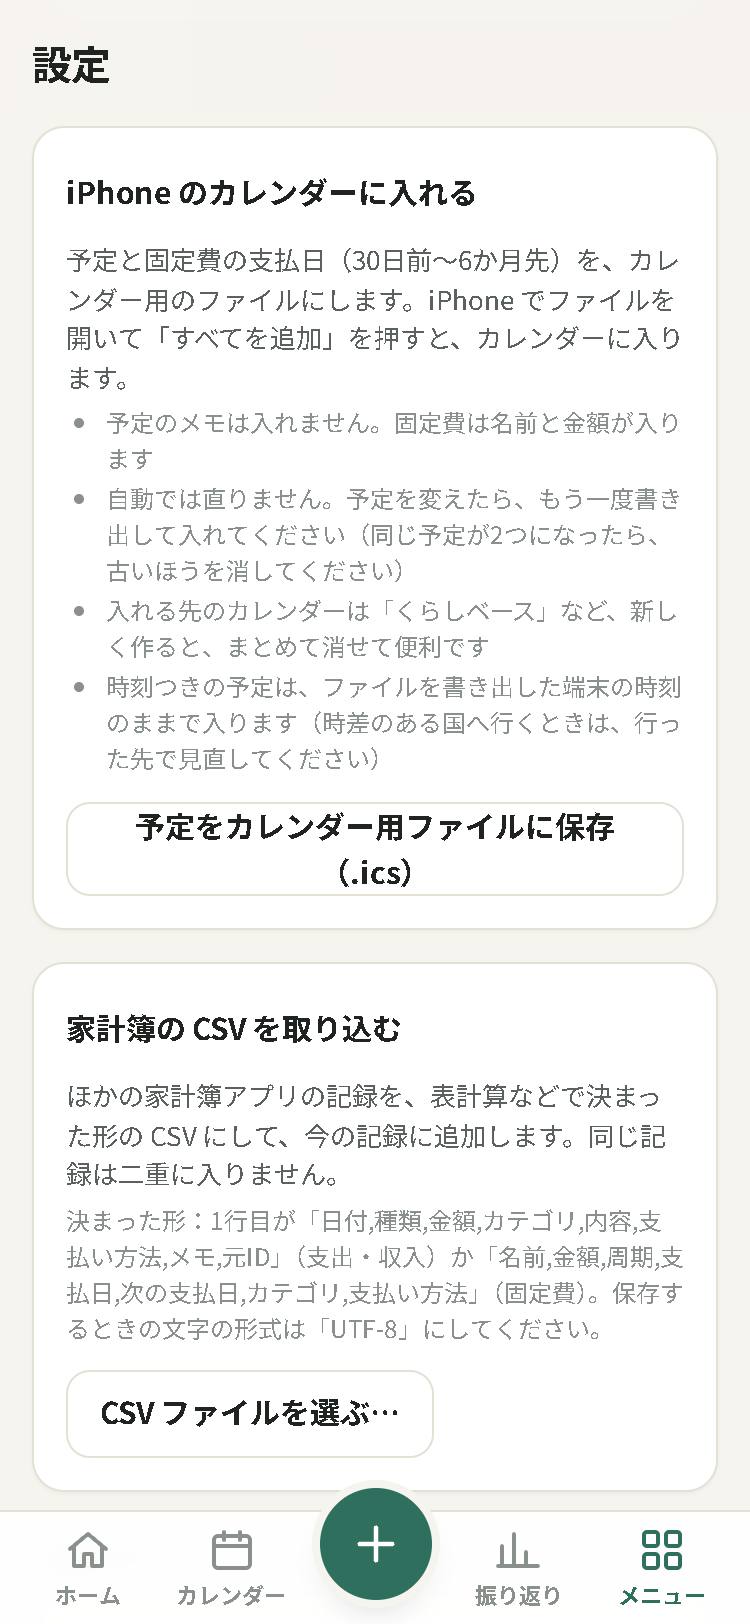 設定
iPhone のカレンダーに入れる
予定と固定費の支払日（30日前〜6か月先）を、カレ
ンダー用のファイルにします。iPhone でファイルを
開いて「すべてを追加」を押すと、カレンダーに入り
ます。
• 予定のメモは入れません。固定費は名前と金額が入り
ます
• 自動では直りません。予定を変えたら、もう一度書き
出して入れてください（同じ予定が2つになったら、
古いほうを消してください）
• 入れる先のカレンダーは「くらしベース」など、新し
く作ると、まとめて消せて便利です
• 時刻つきの予定は、ファイルを書き出した端末の時刻
のままで入ります（時差のある国へ行くときは、行っ
た先で見直してください）
予定をカレンダー用ファイルに保存
（.ics）
家計簿の CSV を取り込む
ほかの家計簿アプリの記録を、表計算などで決まっ
た形の CSV にして、今の記録に追加します。同じ記
録は二重に入りません。
決まった形：1行目が「日付,種類,金額,カテゴリ,内容,支
払い方法,メモ,元ID」（支出・収入）か「名前,金額,周期,支
払日,次の支払日,カテゴリ,支払い方法」（固定費）。保存す
るときの文字の形式は「UTF-8」にしてください。
CSV ファイルを選ぶ…
ホーム
カレンダー
振り返り
メニュー